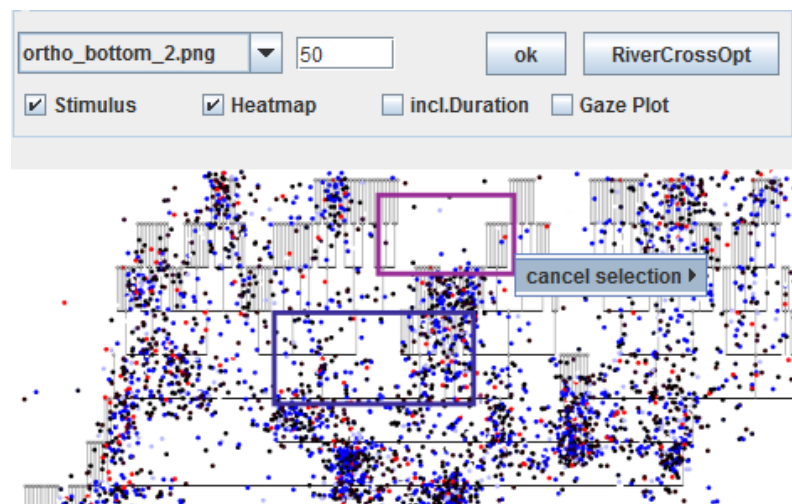 ortho_bottom_2.png 50 ok RiverCrossOpt
Stimulus Heatmap incl.Duration Gaze Plot
cancel selection